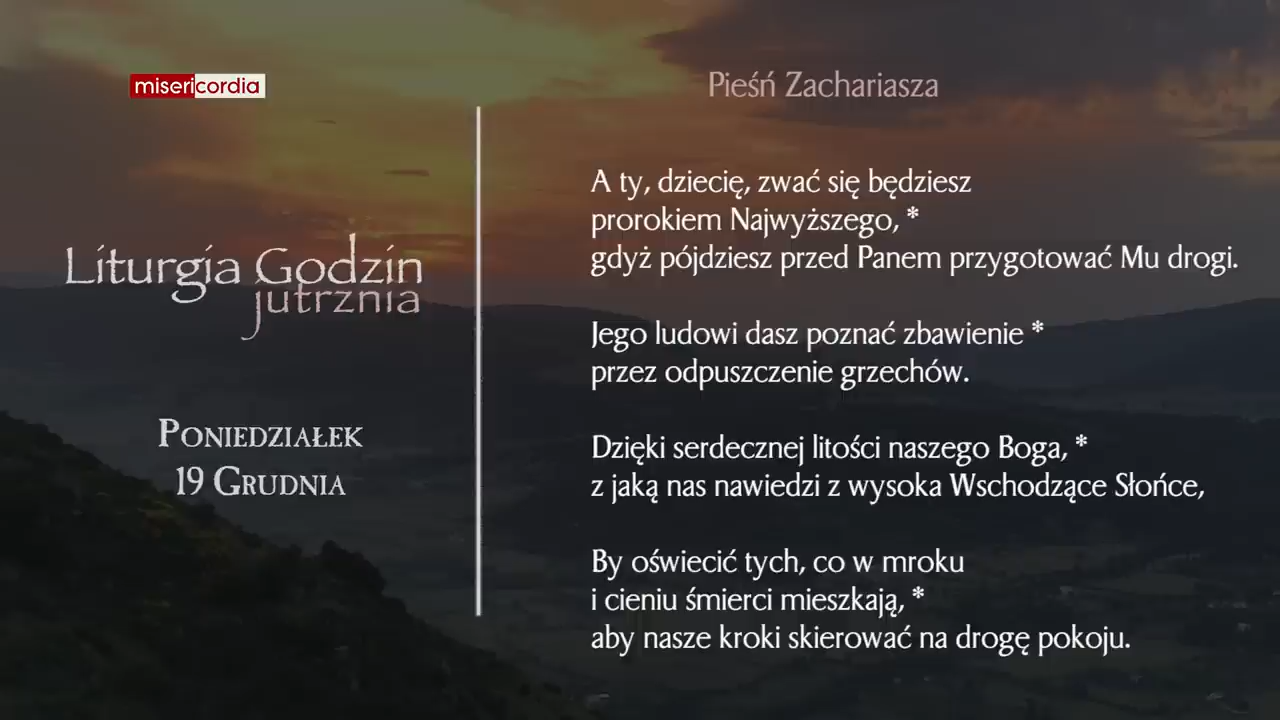 misericordia
Liturgia Godzin
jutrznia
Poniedziałek
19 Grudnia
Pieśń Zachariasza
A ty, dziecię, zwać się będziesz
prorokiem Najwyższego, *
gdyż pójdziesz przed Panem przygotować Mu drogi.
Jego ludowi dasz poznać zbawienie *
przez odpuszczenie grzechów.
Dzięki serdecznej litości naszego Boga, *
z jaką nas nawiedzi z wysoka Wschodzące Słońce,
By oświecić tych, co w mroku
i cieniu śmierci mieszkają, *
aby nasze kroki skierować na drogę pokoju.